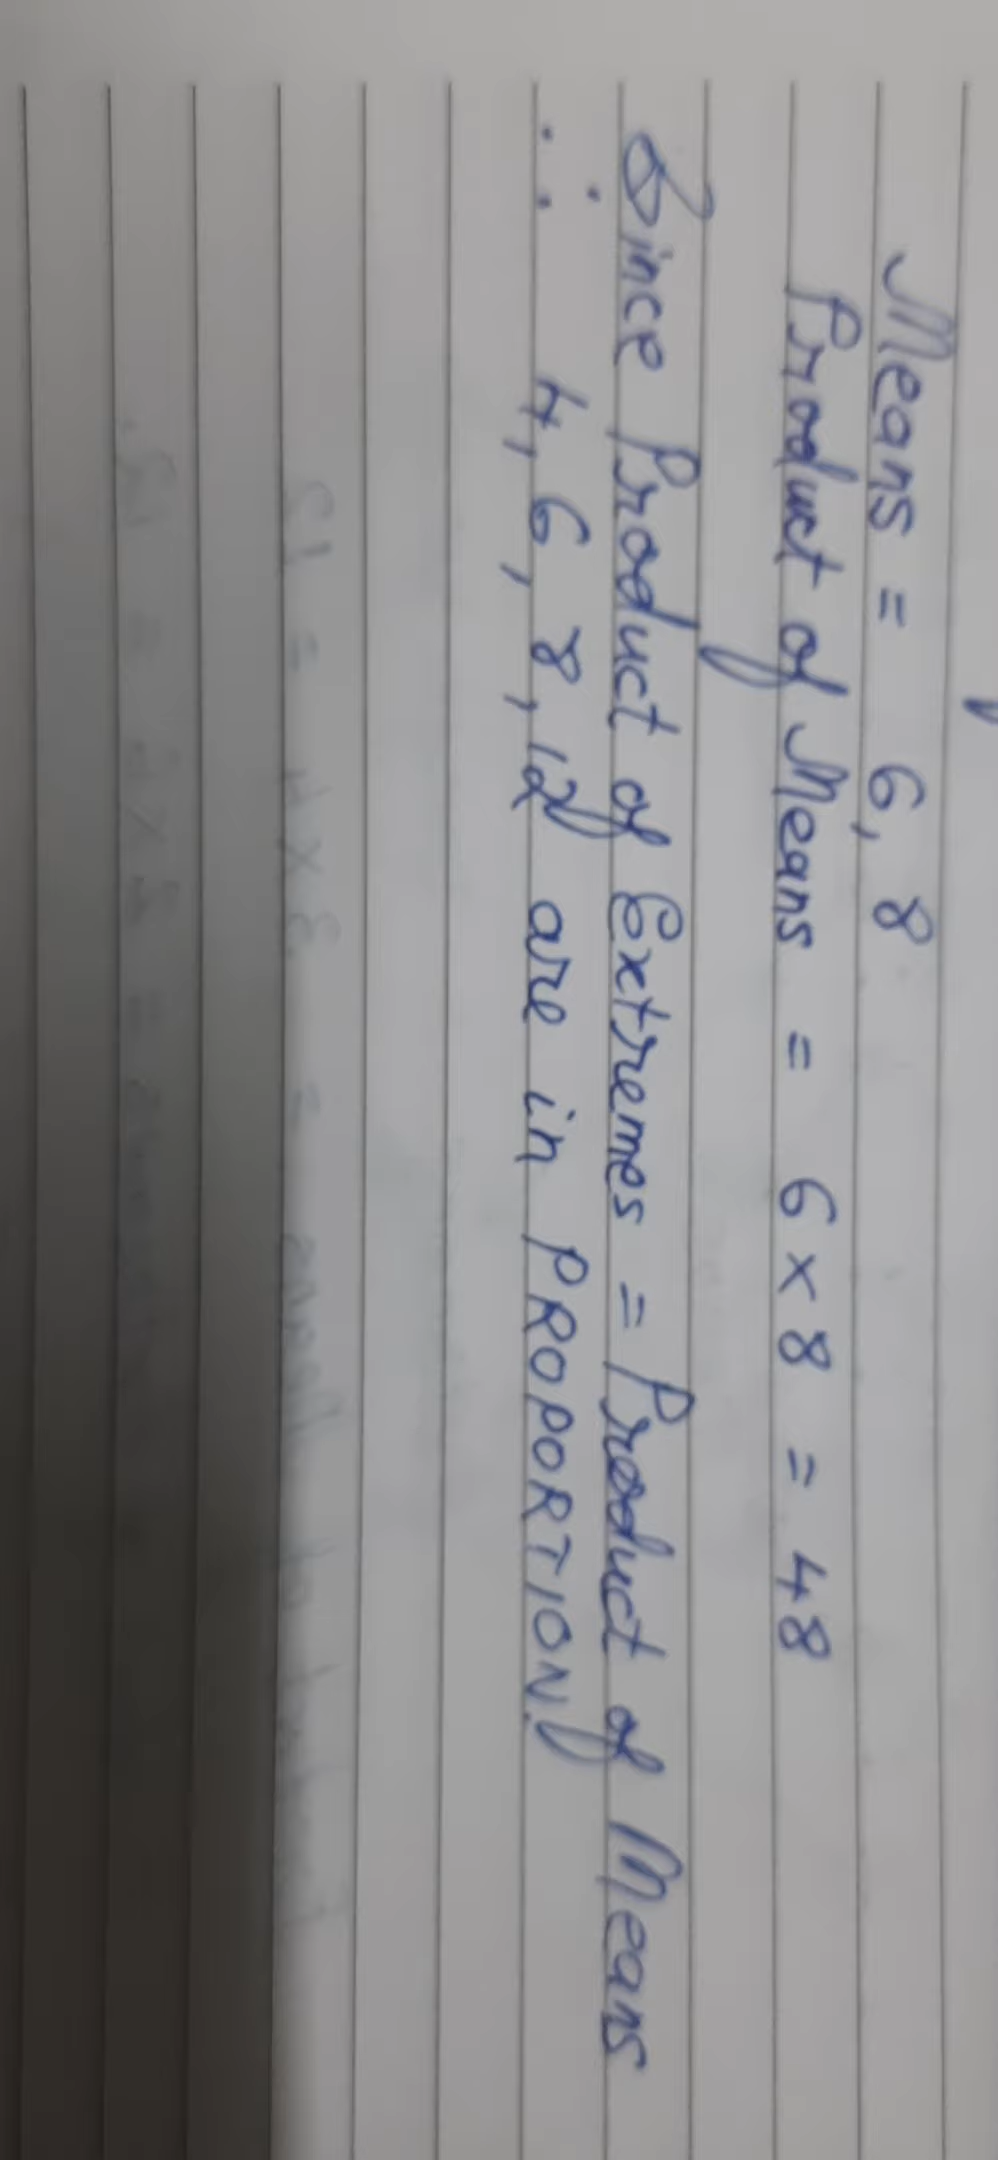 Means = 6, 8
Product of Means = 6 × 8 = 48
Since Product of Extremes = Product of Means
∴ 4, 6, 8, 12 are in PROPORTION.